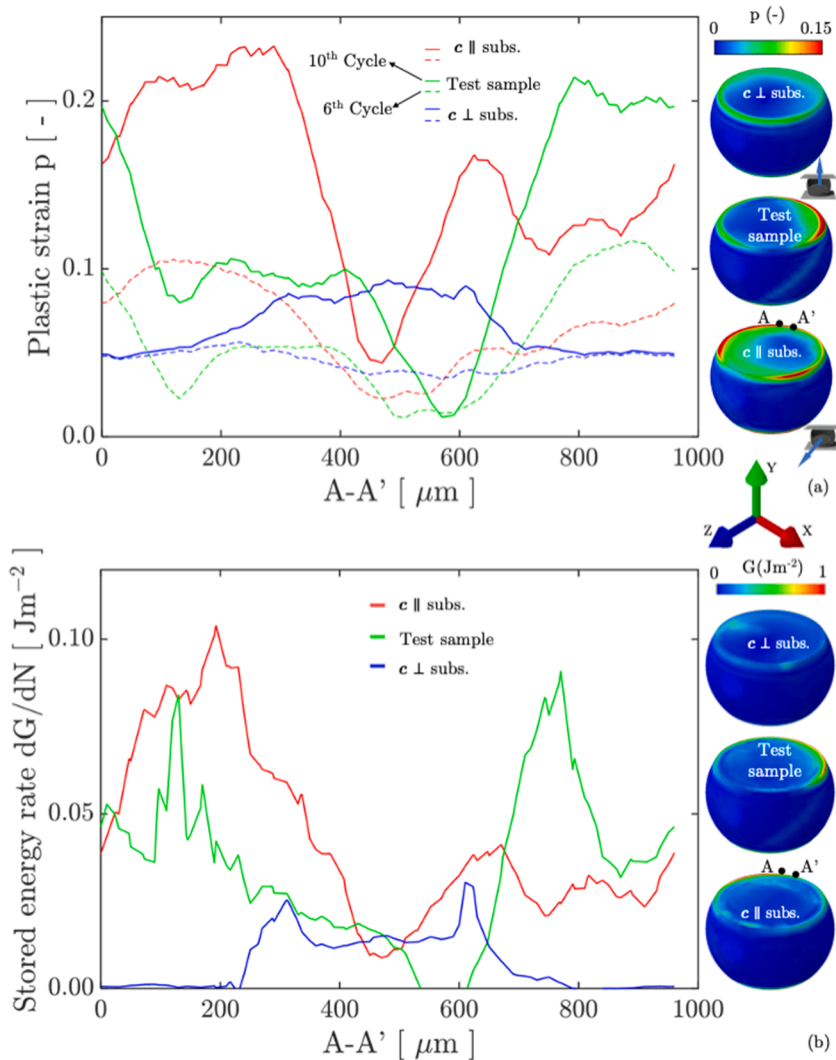 p (-)
0 0.15
c ⊥ subs.
Test
sample
A A'
c ∥ subs.
0.2
0.1
0.0
Plastic strain p [ - ]
10th Cycle
6th Cycle
c ∥ subs.
Test sample
c ⊥ subs.
0 200 400 600 800 1000
A-A' [ μm ]
(a)
Y
Z X
G(Jm-2)
0 1
c ⊥ subs.
Test
sample
A A'
c ∥ subs.
0.10
0.05
0.00
Stored energy rate dG/dN [ Jm−2 ]
c ∥ subs.
Test sample
c ⊥ subs.
0 200 400 600 800 1000
A-A' [ μm ]
(b)